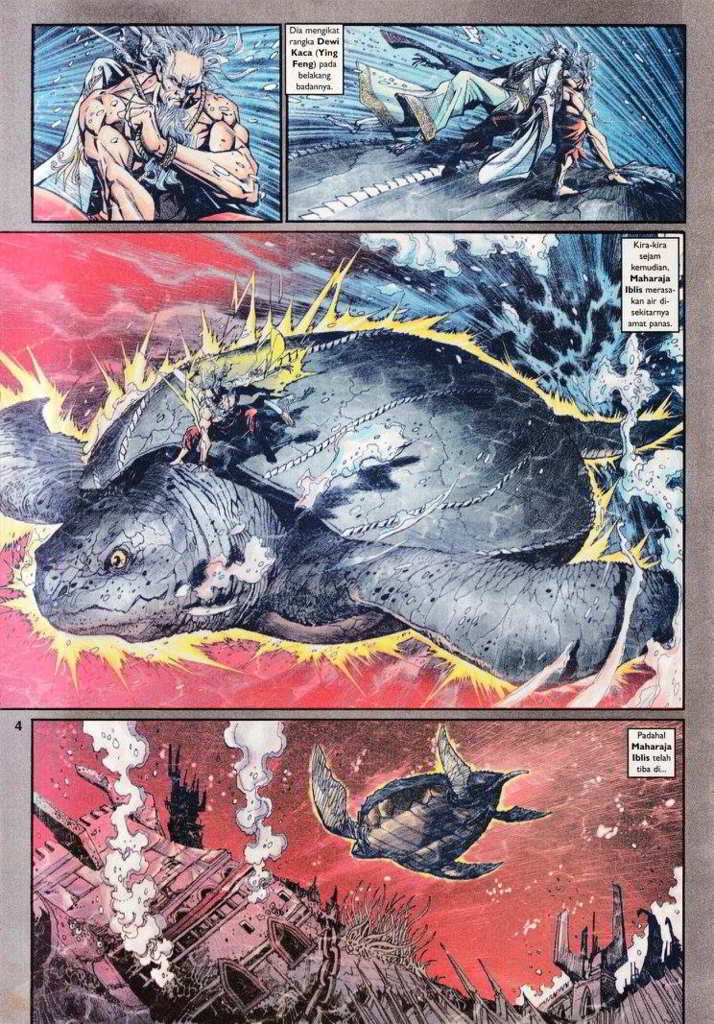 Dia mengikat
rangka Dewi
Kaca (Ying
Feng) pada
belakang
badannya.
Kira-kira
sejam
kemudian,
Maharaja
Iblis merasa-
kan air di-
sekitarnya
amat panas.
4
Padahal
Maharaja
Iblis telah
tiba di...